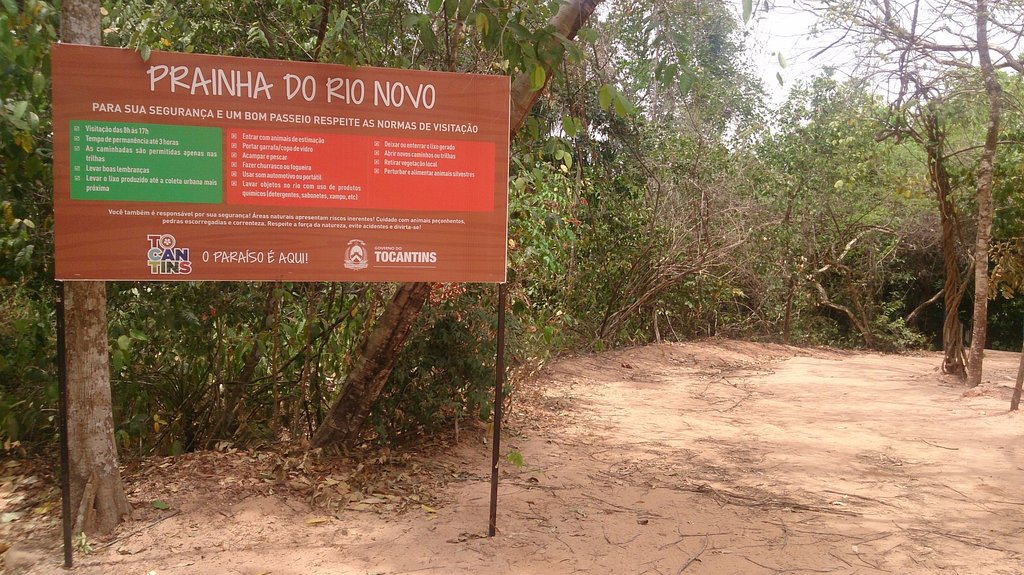 PRAINHA DO RIO NOVO
PARA SUA SEGURANÇA E UM BOM PASSEIO RESPEITE AS NORMAS DE VISITAÇÃO
Visitação das 8h às 17h
Tempo de permanência até 3 horas
As caminhadas são permitidas apenas nas
trilhas
Levar boas lembranças
Levar o lixo produzido até a coleta urbana mais
próxima
Entrar com animais de estimação
Portar garrafa/copo de vidro
Acampar e pescar
Fazer churrasco ou fogueira
Usar som automotivo ou portátil
Lavar objetos no rio com uso de produtos
químicos (detergentes, sabonetes, xampo, etc)
Deixar ou enterrar o lixo gerado
Abrir novos caminhos ou trilhas
Retirar vegetação local
Perturbar e alimentar animais silvestres
Você também é responsável por sua segurança! Áreas naturais apresentam riscos inerentes! Cuidado com animais peçonhentos,
pedras escorregadias e correnteza. Respeite a força da natureza, evite acidentes e divirta-se!
TO
CAN
TINS
O PARAÍSO É AQUI!
GOVERNO DO
TOCANTINS